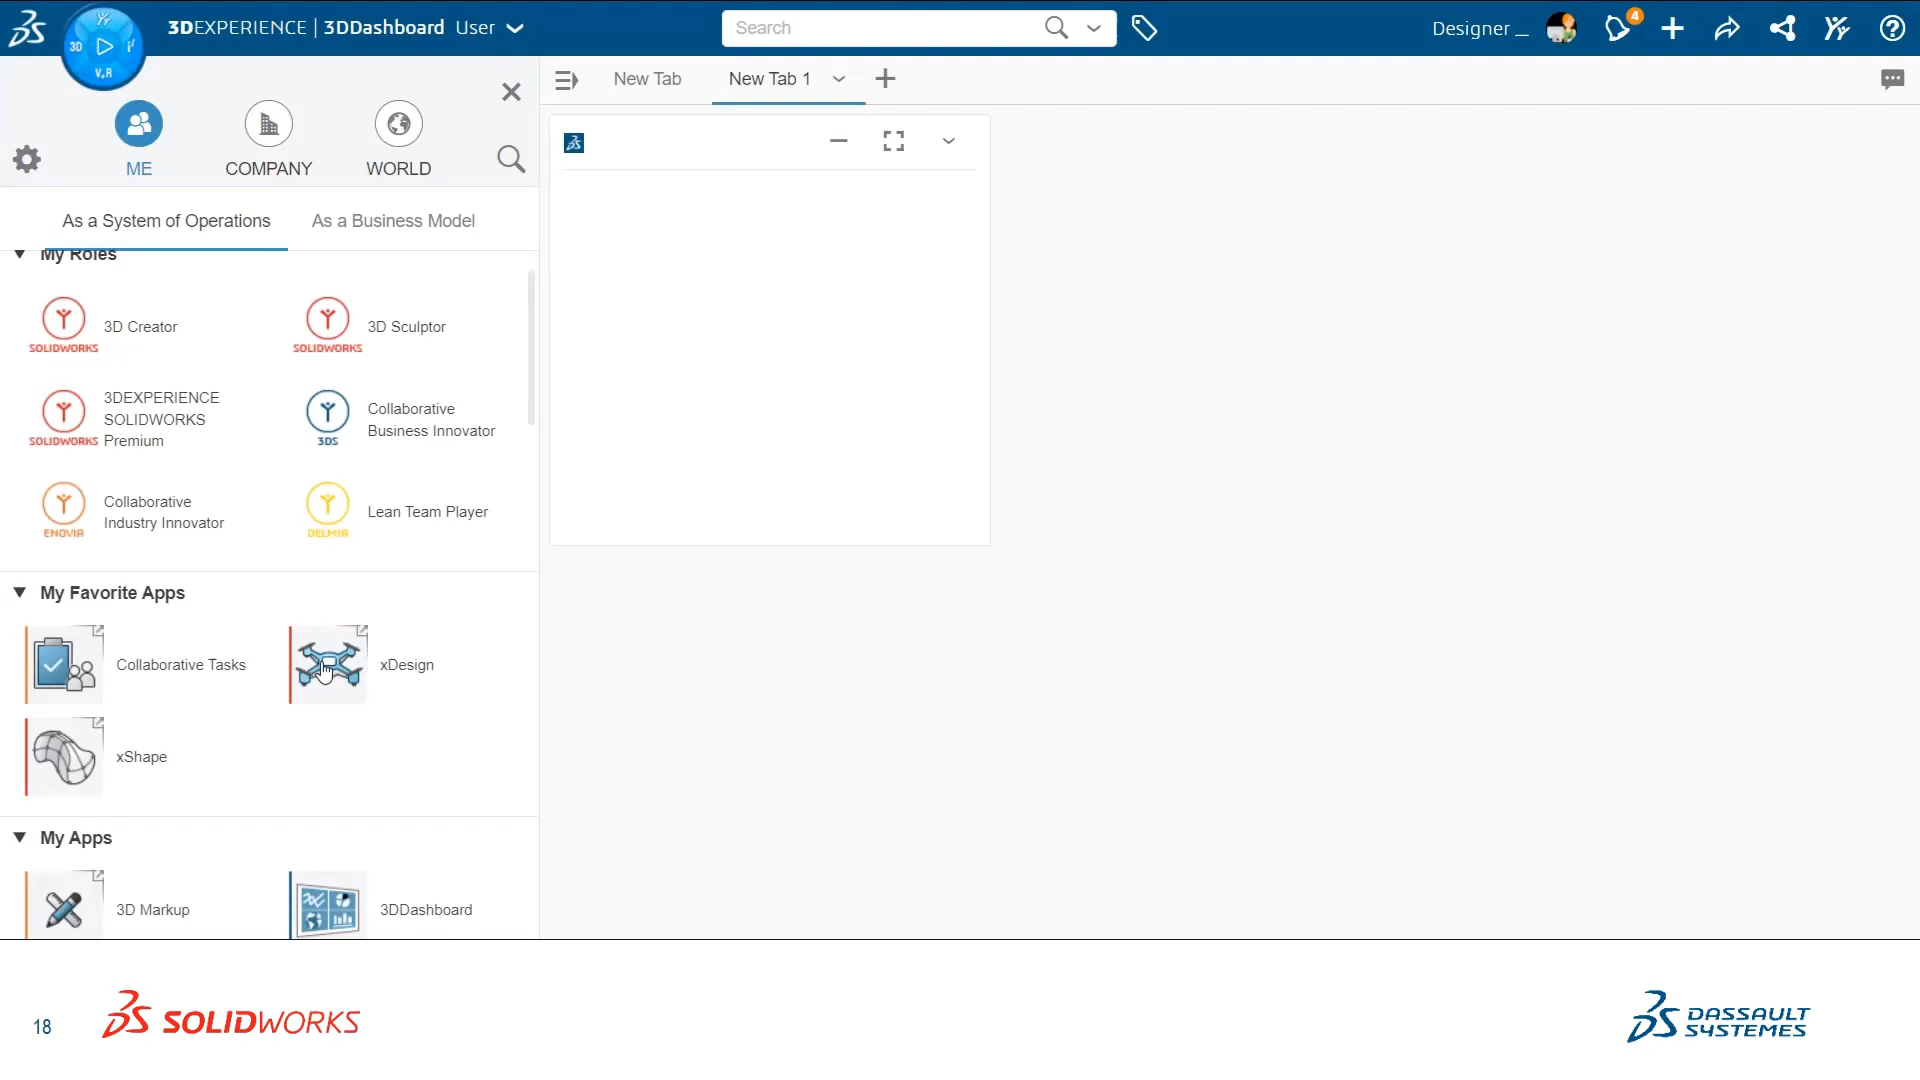 3DEXPERIENCE | 3DDashboard User
Search
Designer _
4
3D
V.R
ME
COMPANY
WORLD
New Tab
New Tab 1
As a System of Operations
As a Business Model
My Roles
SOLIDWORKS
3D Creator
SOLIDWORKS
3D Sculptor
SOLIDWORKS
3DEXPERIENCE
SOLIDWORKS
Premium
3DS
Collaborative
Business Innovator
ENOVIA
Collaborative
Industry Innovator
DELMIA
Lean Team Player
My Favorite Apps
Collaborative Tasks
xDesign
xShape
My Apps
3D Markup
3DDashboard
18
SOLIDWORKS
DASSAULT
SYSTEMES